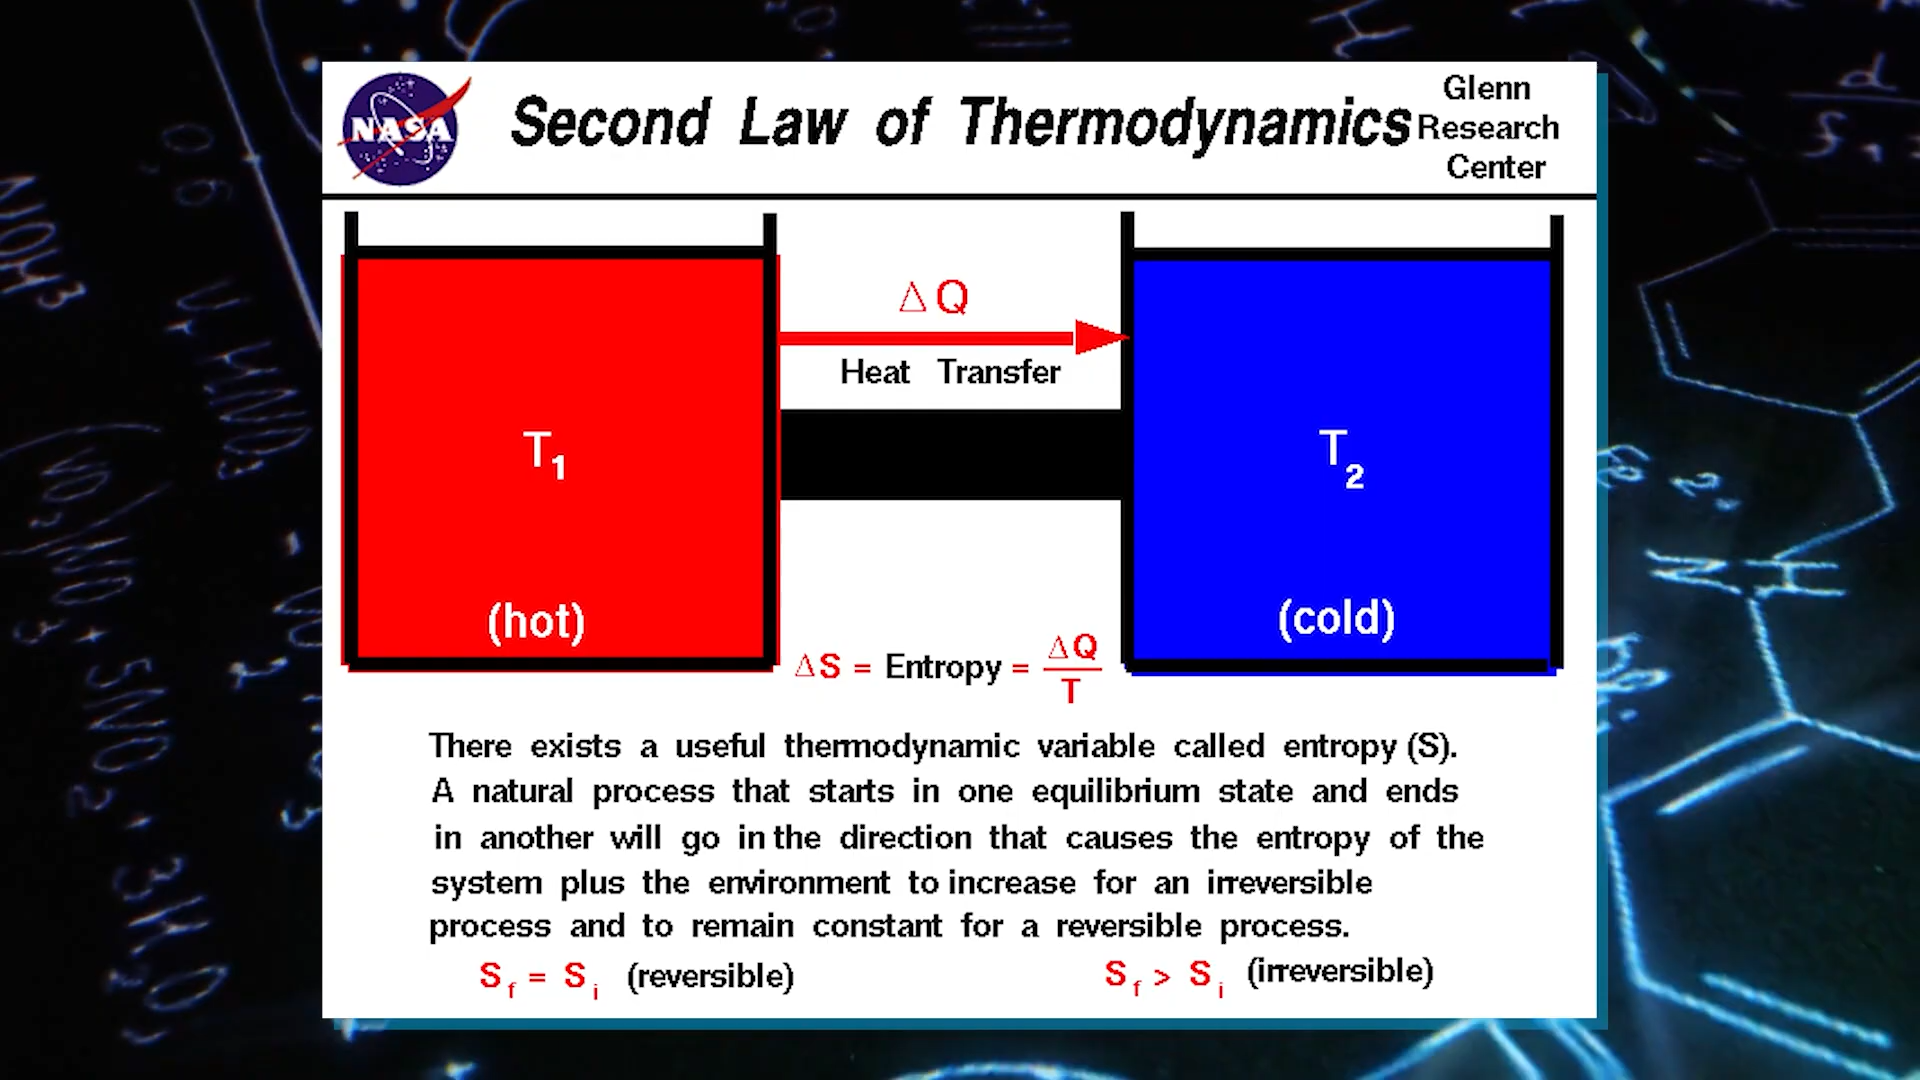 NASA
Second Law of Thermodynamics
Glenn
Research
Center
Δ Q
Heat Transfer
T1
T2
(hot)
(cold)
ΔS = Entropy = ΔQ
T
There exists a useful thermodynamic variable called entropy (S).
A natural process that starts in one equilibrium state and ends
in another will go in the direction that causes the entropy of the
system plus the environment to increase for an irreversible
process and to remain constant for a reversible process.
Sf = Si (reversible)
Sf > Si (irreversible)